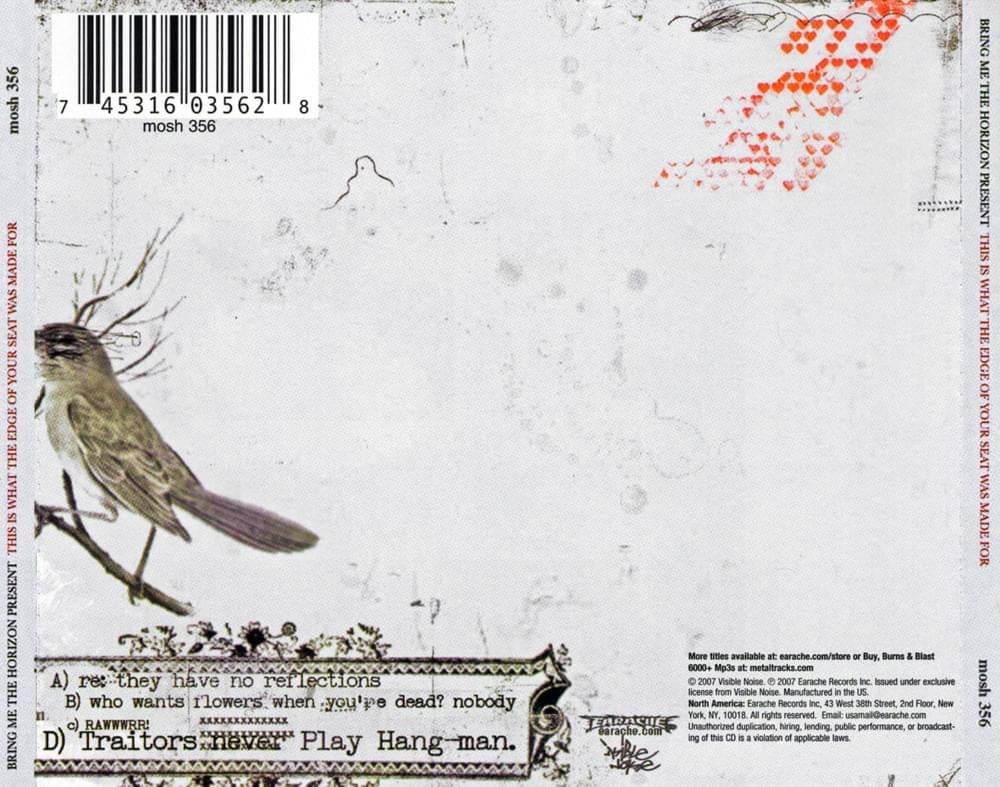 mosh 356
BRING ME THE HORIZON PRESENT THIS IS WHAT THE EDGE OF YOUR SEAT WAS MADE FOR
7 45316 03562 8
mosh 356
A) re: they have no reflections
B) who wants flowers when you're dead? nobody
c) RAWWWRR!
xxxxxxxxxxxxx
D) Traitors never Play Hang-man.
EARACHE
earache.com
visible noise
More titles available at: earache.com/store or Buy, Burns & Blast
6000+ Mp3s at: metaltracks.com
© 2007 Visible Noise. ℗ 2007 Earache Records Inc. Issued under exclusive
license from Visible Noise. Manufactured in the US.
North America: Earache Records Inc, 43 West 38th Street, 2nd Floor, New
York, NY, 10018. All rights reserved. Email: usamail@earache.com
Unauthorized duplication, hiring, lending, public performance, or broadcast-
ing of this CD is a violation of applicable laws.
BRING ME THE HORIZON PRESENT THIS IS WHAT THE EDGE OF YOUR SEAT WAS MADE FOR
mosh 356